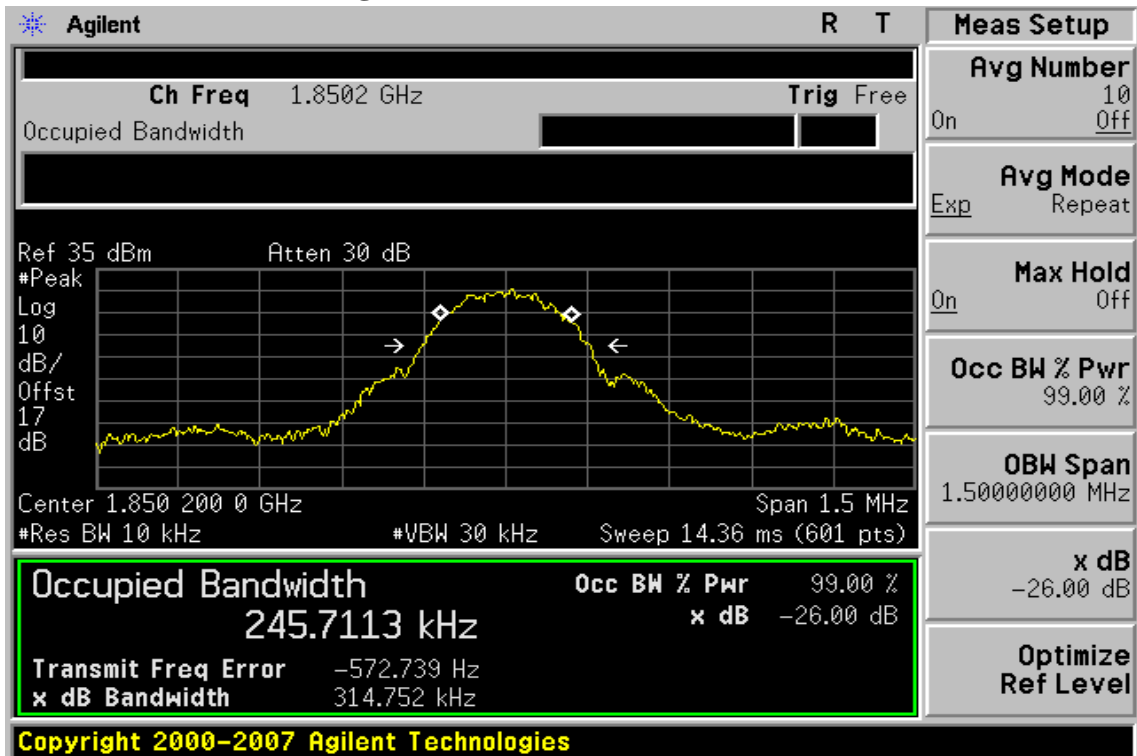 Agilent R T
Ch Freq 1.8502 GHz Trig Free
Occupied Bandwidth
Ref 35 dBm Atten 30 dB
#Peak
Log
10
dB/
Offst
17
dB
Center 1.850 200 0 GHz Span 1.5 MHz
#Res BW 10 kHz #VBW 30 kHz Sweep 14.36 ms (601 pts)
Occupied Bandwidth Occ BW % Pwr 99.00 %
245.7113 kHz x dB -26.00 dB
Transmit Freq Error -572.739 Hz
x dB Bandwidth 314.752 kHz
Copyright 2000-2007 Agilent Technologies
Meas Setup
Avg Number
10
On Off
Avg Mode
Exp Repeat
Max Hold
On Off
Occ BW % Pwr
99.00 %
OBW Span
1.50000000 MHz
x dB
-26.00 dB
Optimize
Ref Level